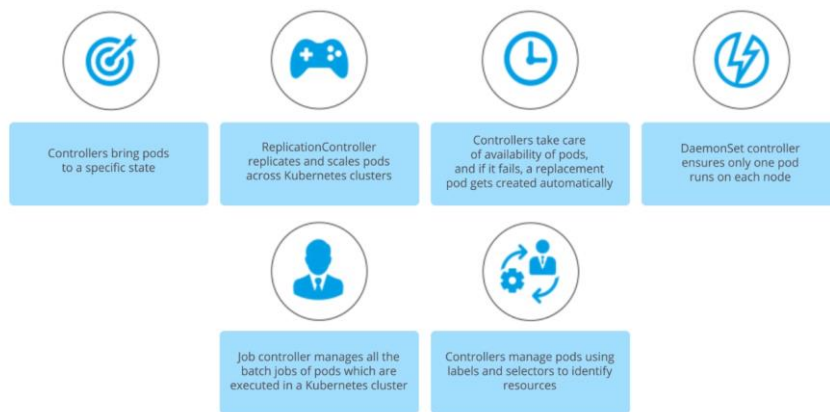 Controllers bring pods
to a specific state
ReplicationController
replicates and scales pods
across Kubernetes clusters
Controllers take care
of availability of pods,
and if it fails, a replacement
pod gets created automatically
DaemonSet controller
ensures only one pod
runs on each node
Job controller manages all the
batch jobs of pods which are
executed in a Kubernetes cluster
Controllers manage pods using
labels and selectors to identify
resources